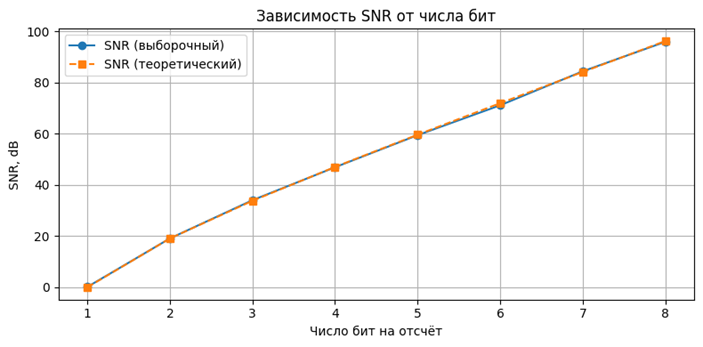 Зависимость SNR от числа бит
SNR (выборочный)
SNR (теоретический)
SNR, dB
100
80
60
40
20
0
1 2 3 4 5 6 7 8
Число бит на отсчёт